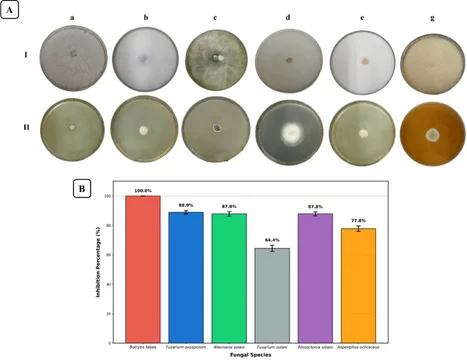 A
a b c d e g
I
II
B
100.0%
88.9%
87.8%
64.4%
87.8%
77.8%
Inhibition Percentage (%)
100
80
60
40
20
0
Botrytis fabae Fusarium oxysporum Alternaria solani Fusarium solani Rhizoctonia solani Aspergillus ochraceus
Fungal Species